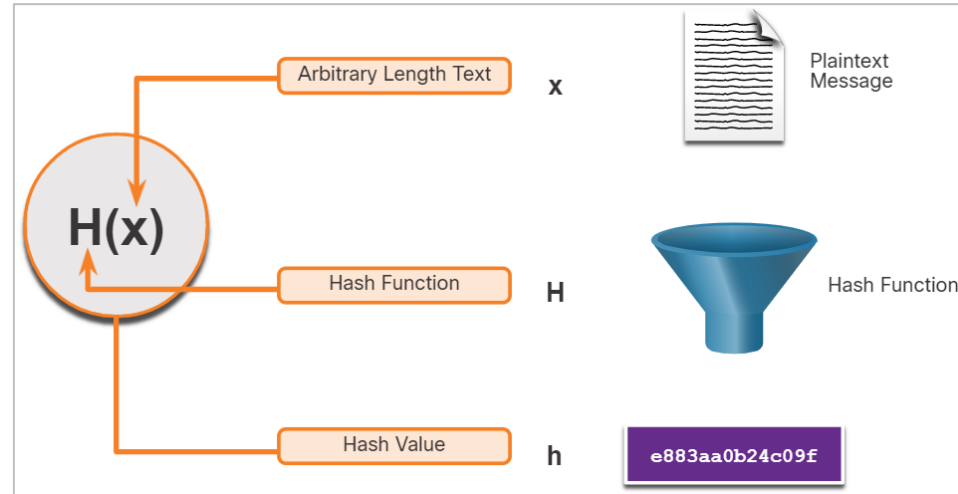 Arbitrary Length Text
x
Plaintext
Message
H(x)
Hash Function
H
Hash Function
Hash Value
h
e883aa0b24c09f